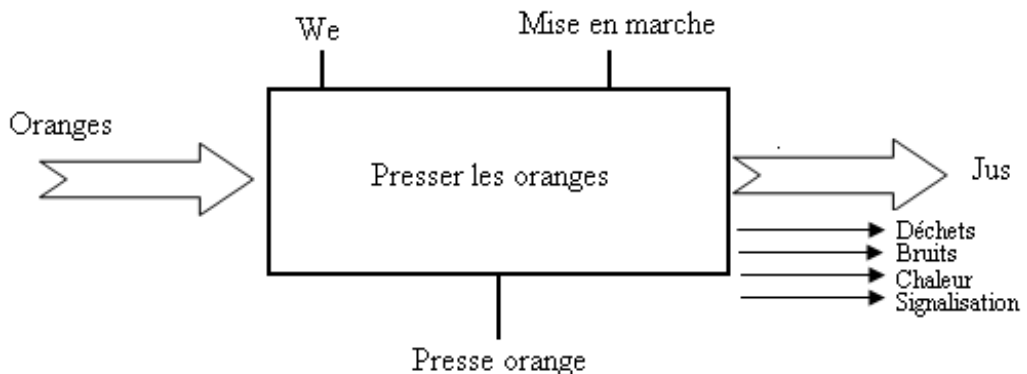 We
Mise en marche
Oranges
Presser les oranges
Jus
Déchets
Bruits
Chaleur
Signalisation
Presse orange